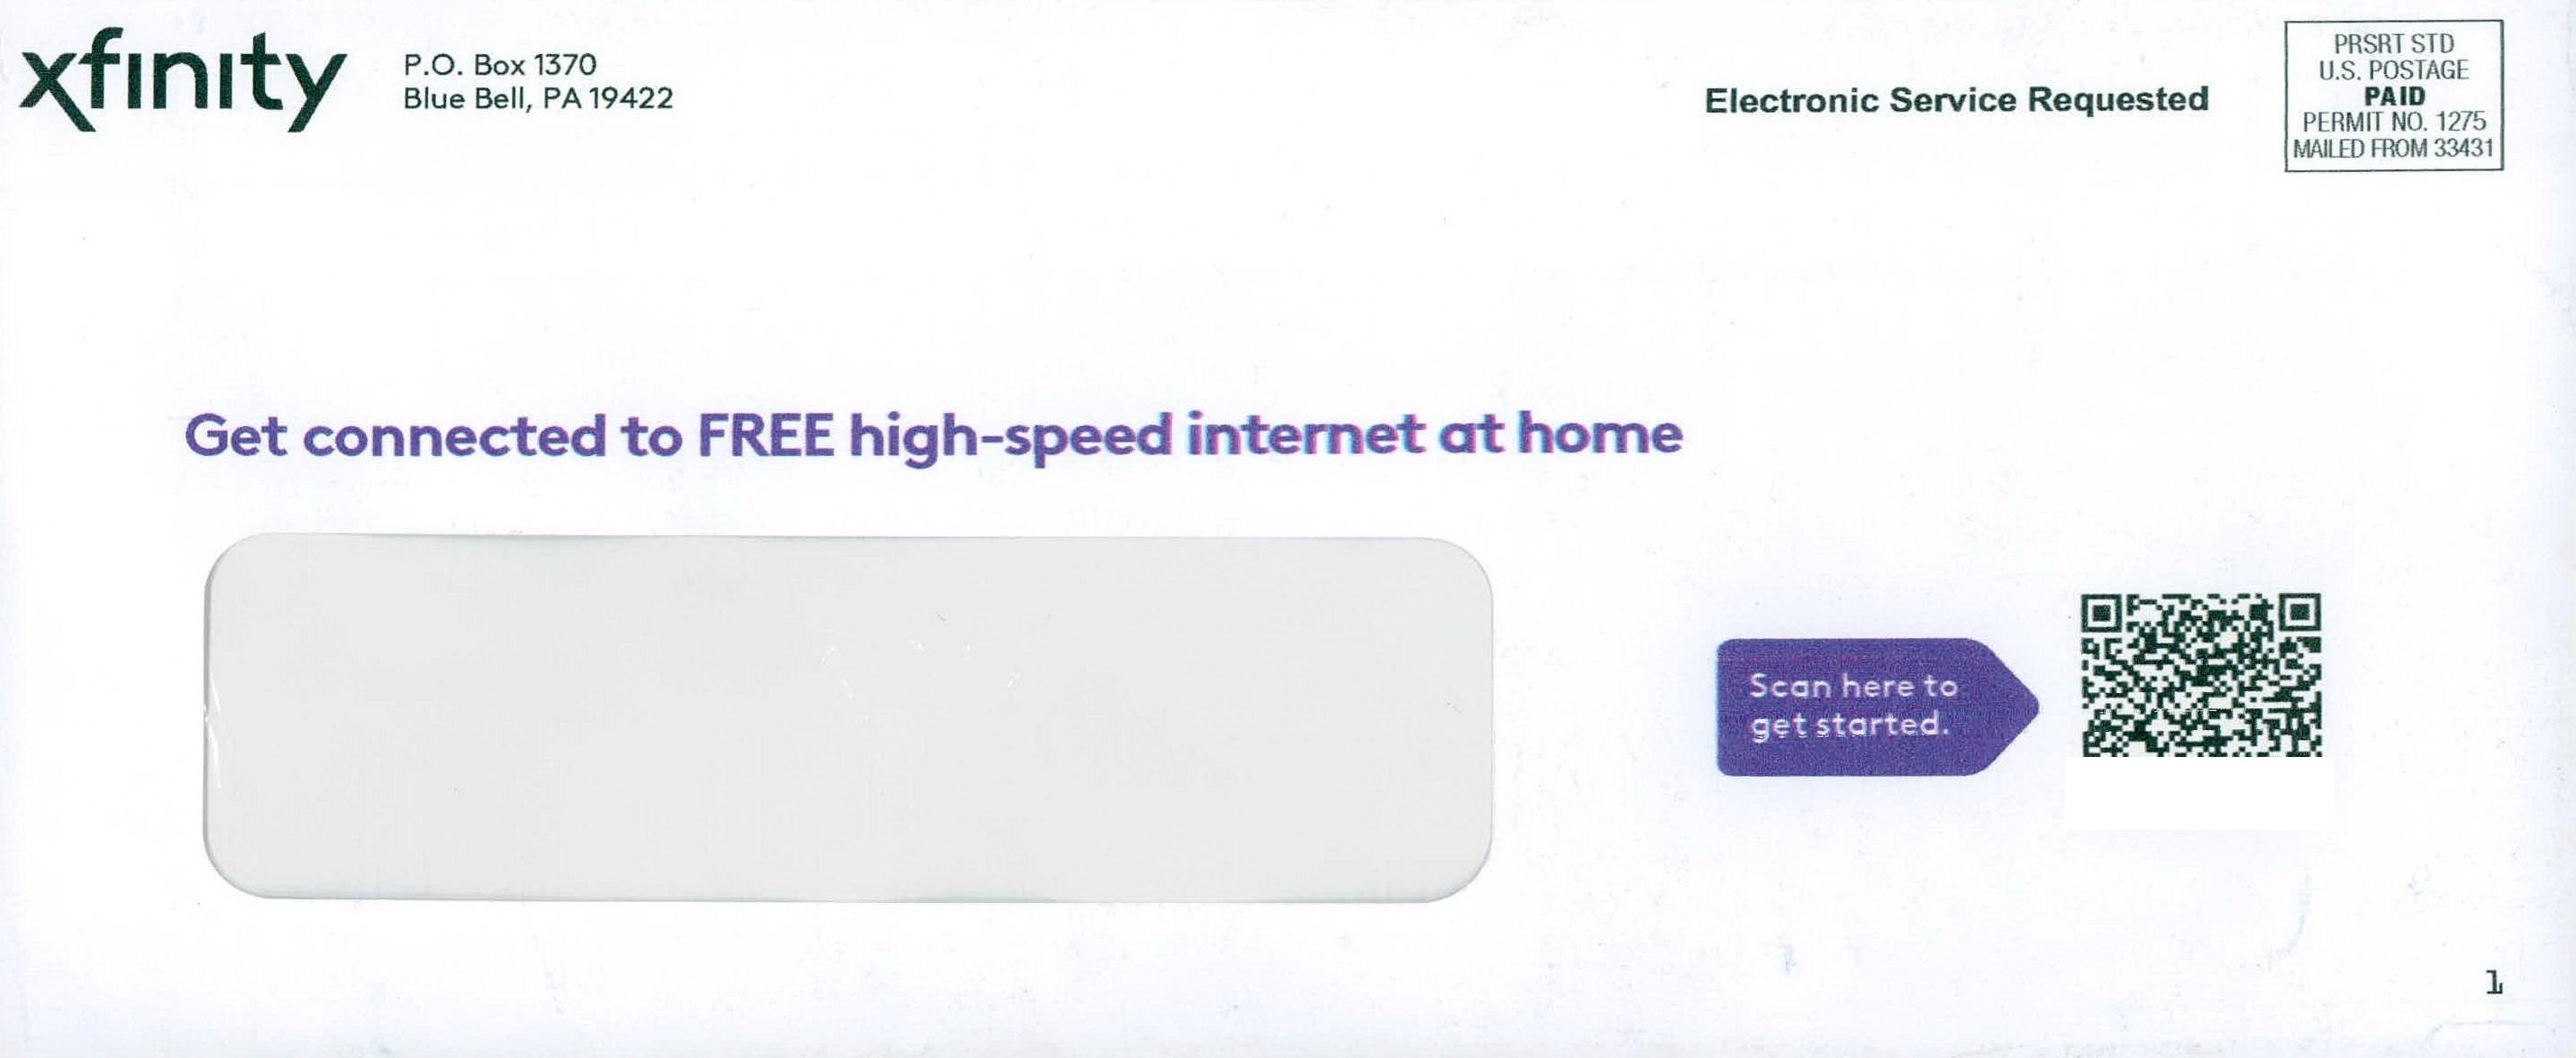 xfinity
P.O. Box 1370
Blue Bell, PA 19422
Electronic Service Requested
PRSRT STD
U.S. POSTAGE
PAID
PERMIT NO. 1275
MAILED FROM 33431
Get connected to FREE high-speed internet at home
Scan here to
get started.
1